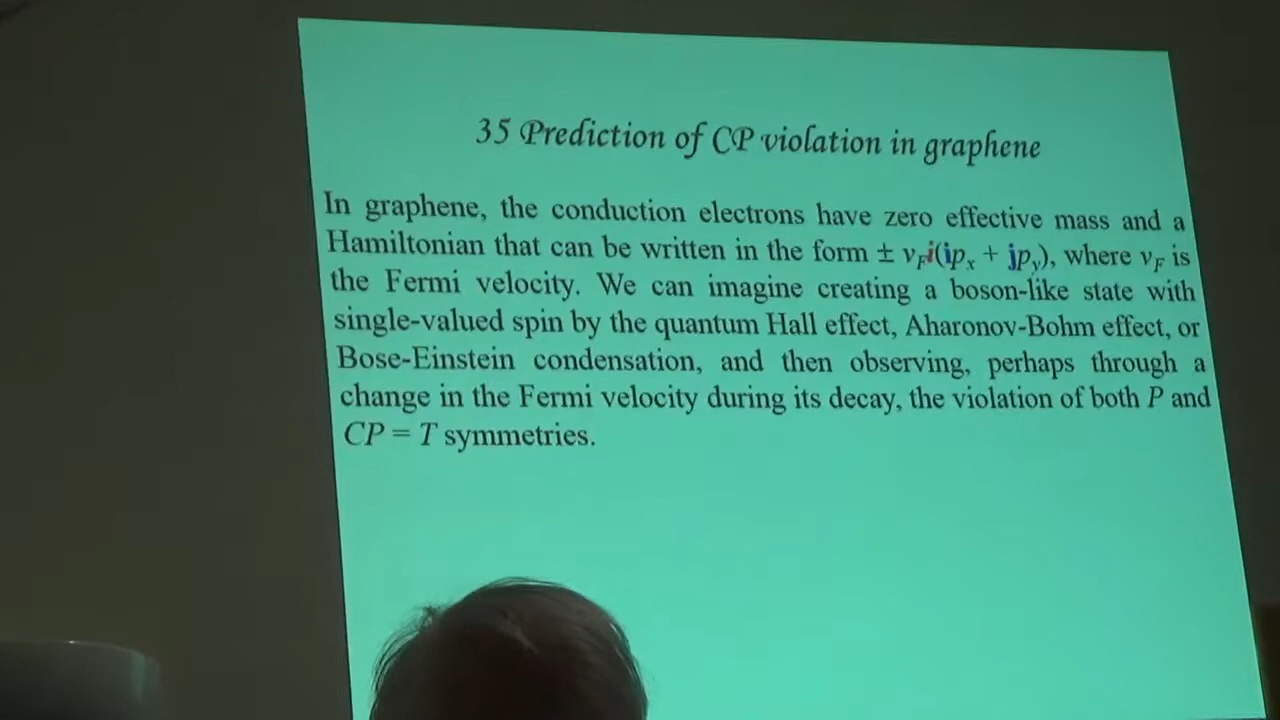 35 Prediction of CP violation in graphene
In graphene, the conduction electrons have zero effective mass and a
Hamiltonian that can be written in the form ± v_F i(ip_x + jp_y), where v_F is
the Fermi velocity. We can imagine creating a boson-like state with
single-valued spin by the quantum Hall effect, Aharonov-Bohm effect, or
Bose-Einstein condensation, and then observing, perhaps through a
change in the Fermi velocity during its decay, the violation of both P and
CP = T symmetries.